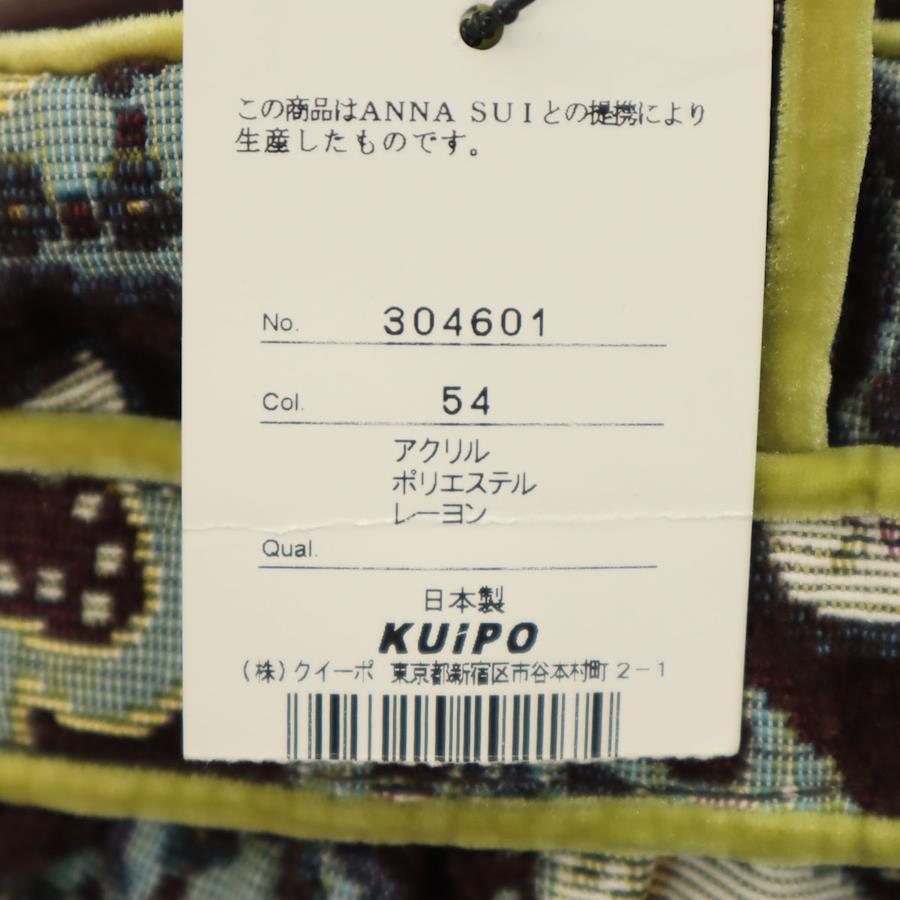 この商品はANNA SUIとの提携により
生産したものです。
No. 304601
Col. 54
アクリル
ポリエステル
レーヨン
Qual.
日本製
KUiPO
(株)クイーポ 東京都新宿区市谷本村町2-1